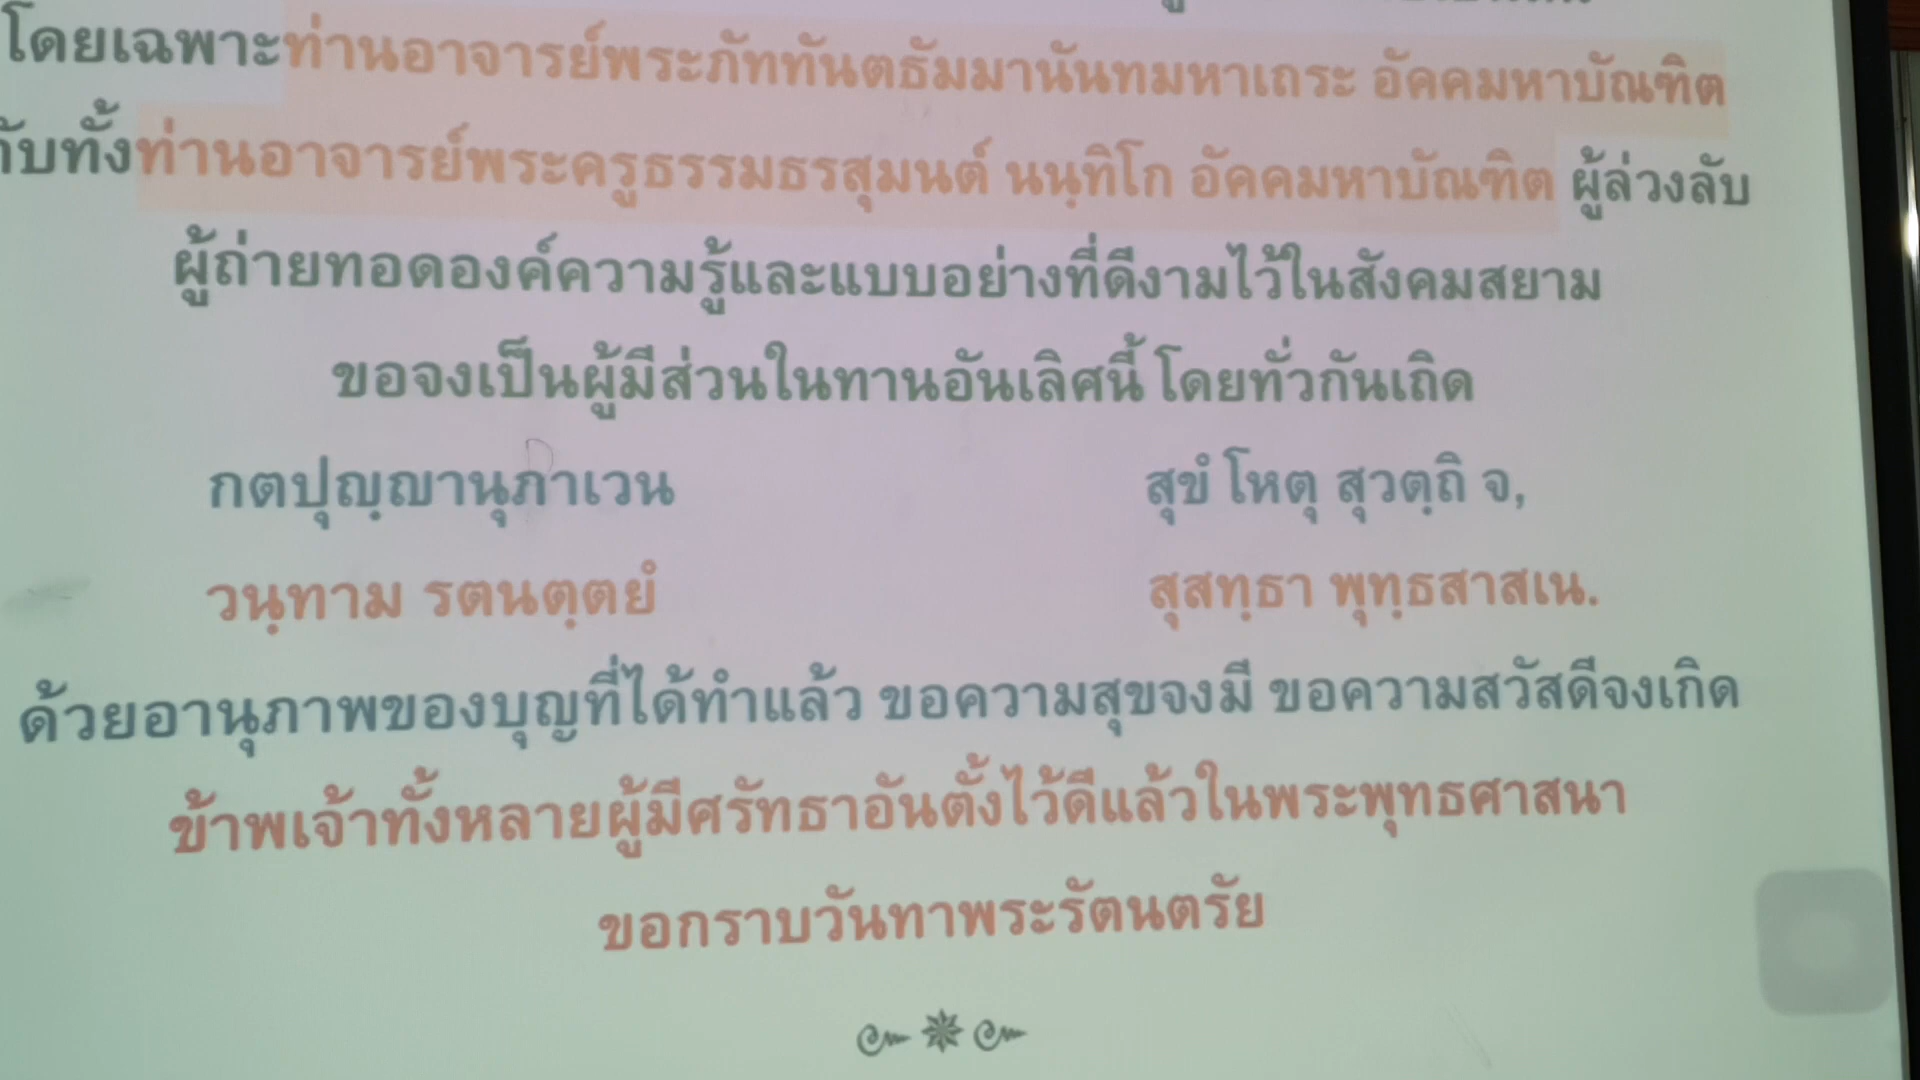 โดยเฉพาะท่านอาจารย์พระภัททันตธัมมานันทมหาเถระ อัคคมหาบัณฑิต
กับทั้งท่านอาจารย์พระครูธรรมธรสุมนต์ นนฺทิโก อัคคมหาบัณฑิต ผู้ล่วงลับ
ผู้ถ่ายทอดองค์ความรู้และแบบอย่างที่ดีงามไว้ในสังคมสยาม
ขอจงเป็นผู้มีส่วนในทานอันเลิศนี้ โดยทั่วกันเถิด
กตปุญฺญานุภาเวน สุขํ โหตุ สุวตฺถิ จ,
วนฺทาม รตนตฺตยํ สุสทฺธา พุทฺธสาสเน.
ด้วยอานุภาพของบุญที่ได้ทำแล้ว ขอความสุขจงมี ขอความสวัสดีจงเกิด
ข้าพเจ้าทั้งหลายผู้มีศรัทธาอันตั้งไว้ดีแล้วในพระพุทธศาสนา
ขอกราบวันทาพระรัตนตรัย